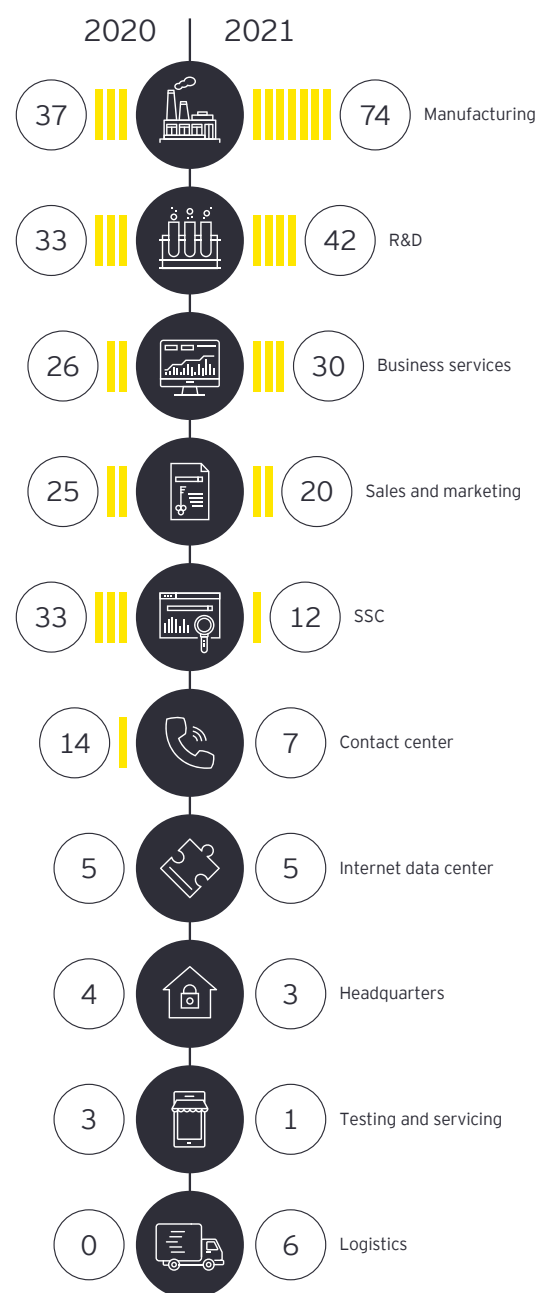 2020 2021
37 74 Manufacturing
33 42 R&D
26 30 Business services
25 20 Sales and marketing
33 12 SSC
14 7 Contact center
5 5 Internet data center
4 3 Headquarters
3 1 Testing and servicing
0 6 Logistics